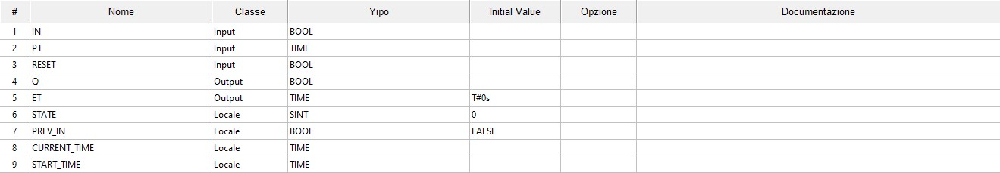 # Nome Classe Yipo Initial Value Opzione Documentazione
1 IN Input BOOL
2 PT Input TIME
3 RESET Input BOOL
4 Q Output BOOL
5 ET Output TIME T#0s
6 STATE Locale SINT 0
7 PREV_IN Locale BOOL FALSE
8 CURRENT_TIME Locale TIME
9 START_TIME Locale TIME